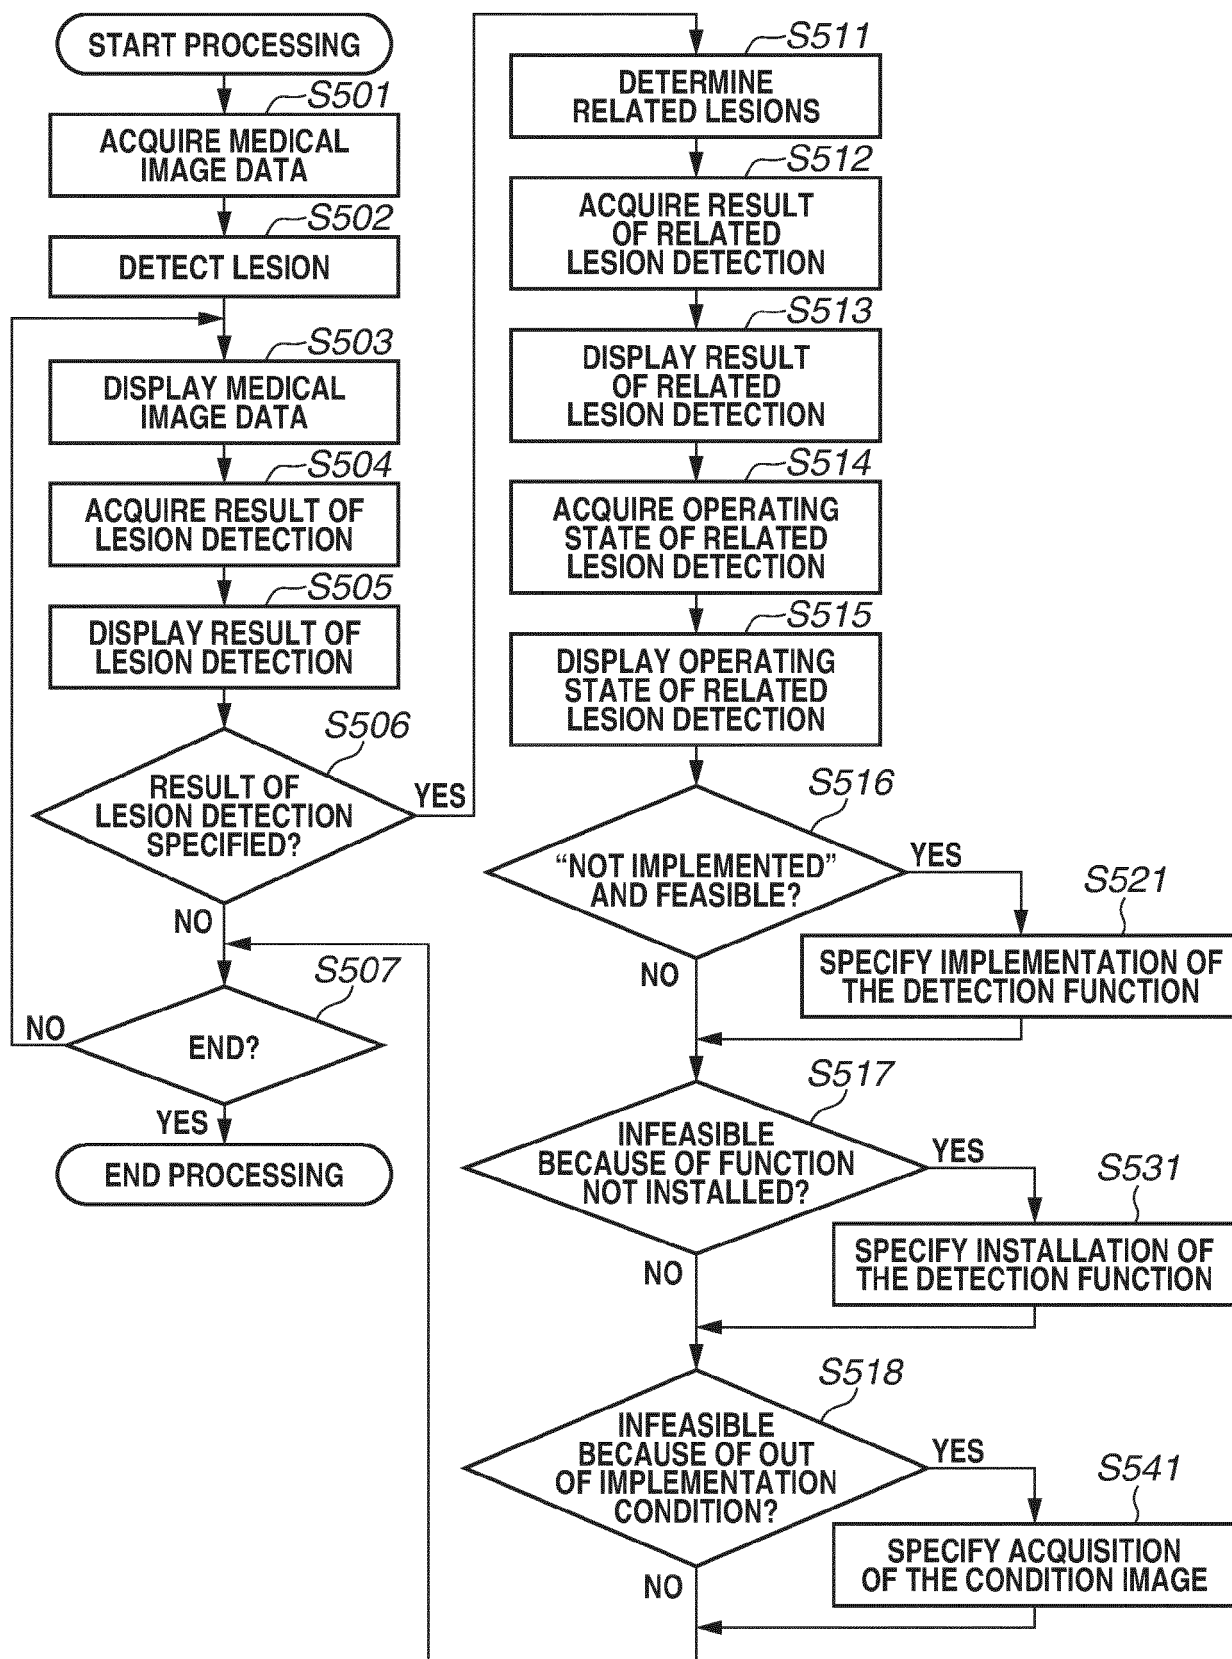 START PROCESSING
S501
ACQUIRE MEDICAL
IMAGE DATA
S502
DETECT LESION
S503
DISPLAY MEDICAL
IMAGE DATA
S504
ACQUIRE RESULT OF
LESION DETECTION
S505
DISPLAY RESULT OF
LESION DETECTION
S506
RESULT OF
LESION DETECTION
SPECIFIED?
YES
NO
S507
END?
NO
YES
END PROCESSING
S511
DETERMINE
RELATED LESIONS
S512
ACQUIRE RESULT
OF RELATED
LESION DETECTION
S513
DISPLAY RESULT
OF RELATED
LESION DETECTION
S514
ACQUIRE OPERATING
STATE OF RELATED
LESION DETECTION
S515
DISPLAY OPERATING
STATE OF RELATED
LESION DETECTION
S516
“NOT IMPLEMENTED”
AND FEASIBLE?
YES
NO
S521
SPECIFY IMPLEMENTATION OF
THE DETECTION FUNCTION
S517
INFEASIBLE
BECAUSE OF FUNCTION
NOT INSTALLED?
YES
NO
S531
SPECIFY INSTALLATION OF
THE DETECTION FUNCTION
S518
INFEASIBLE
BECAUSE OF OUT
OF IMPLEMENTATION
CONDITION?
YES
NO
S541
SPECIFY ACQUISITION
OF THE CONDITION IMAGE